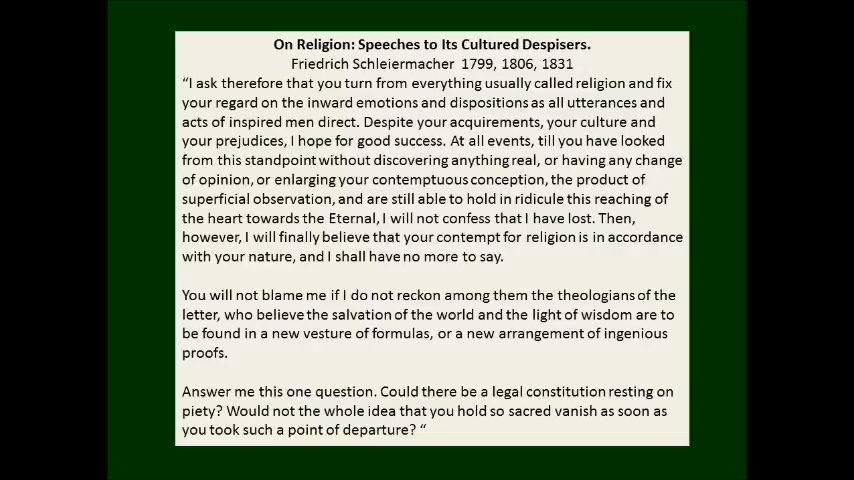 On Religion: Speeches to Its Cultured Despisers.
Friedrich Schleiermacher 1799, 1806, 1831
“I ask therefore that you turn from everything usually called religion and fix
your regard on the inward emotions and dispositions as all utterances and
acts of inspired men direct. Despite your acquirements, your culture and
your prejudices, I hope for good success. At all events, till you have looked
from this standpoint without discovering anything real, or having any change
of opinion, or enlarging your contemptuous conception, the product of
superficial observation, and are still able to hold in ridicule this reaching of
the heart towards the Eternal, I will not confess that I have lost. Then,
however, I will finally believe that your contempt for religion is in accordance
with your nature, and I shall have no more to say.
You will not blame me if I do not reckon among them the theologians of the
letter, who believe the salvation of the world and the light of wisdom are to
be found in a new vesture of formulas, or a new arrangement of ingenious
proofs.
Answer me this one question. Could there be a legal constitution resting on
piety? Would not the whole idea that you hold so sacred vanish as soon as
you took such a point of departure? “